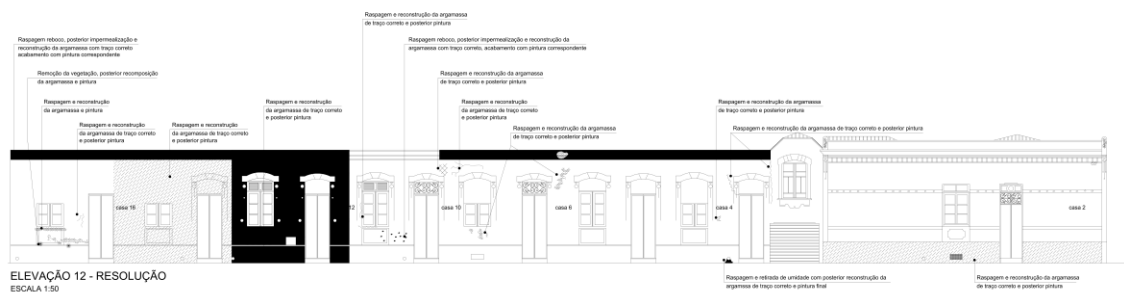 Raspagem e reconstrução da argamassa
de traço correto e posterior pintura
Raspagem reboco, posterior impermealização e
reconstrução da argamassa com traço correto
acabamento com pintura correspondente
Raspagem reboco, posterior impermealização e reconstrução da
argamassa com traço correto, acabamento com pintura correspondente
Remoção da vegetação, posterior recomposição
da argamassa e pintura
Raspagem e reconstrução da argamassa
de traço correto e posterior pintura
Raspagem e reconstrução
da argamassa e pintura
Raspagem e reconstrução
da argamassa de traço correto
e posterior pintura
Raspagem e reconstrução
da argamassa de traço correto
e posterior pintura
Raspagem e reconstrução da argamassa
de traço correto e posterior pintura
Raspagem e reconstrução
da argamassa de traço correto
e posterior pintura
Raspagem e reconstrução
da argamassa de traço correto
e posterior pintura
Raspagem e reconstrução da argamassa
de traço correto e posterior pintura
Raspagem e reconstrução da argamassa de traço correto e posterior pintura
casa 16
12
casa 10
casa 6
casa 4
casa 2
ELEVAÇÃO 12 - RESOLUÇÃO
ESCALA 1:50
Raspagem e retirada de umidade com posterior reconstrução da
argamassa de traço correto e pintura final
Raspagem e reconstrução da argamassa
de traço correto e posterior pintura